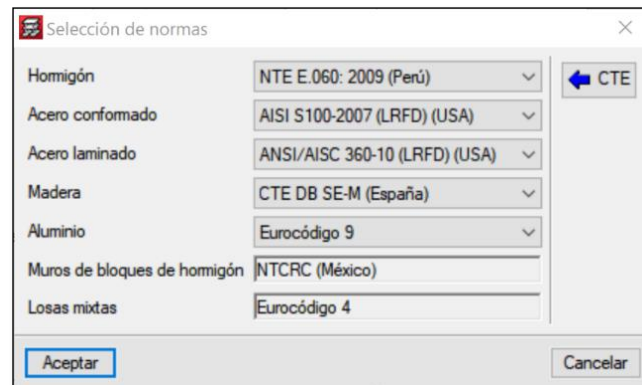 Selección de normas
Hormigón NTE E.060: 2009 (Perú) CTE
Acero conformado AISI S100-2007 (LRFD) (USA)
Acero laminado ANSI/AISC 360-10 (LRFD) (USA)
Madera CTE DB SE-M (España)
Aluminio Eurocódigo 9
Muros de bloques de hormigón NTCRC (México)
Losas mixtas Eurocódigo 4
Aceptar Cancelar